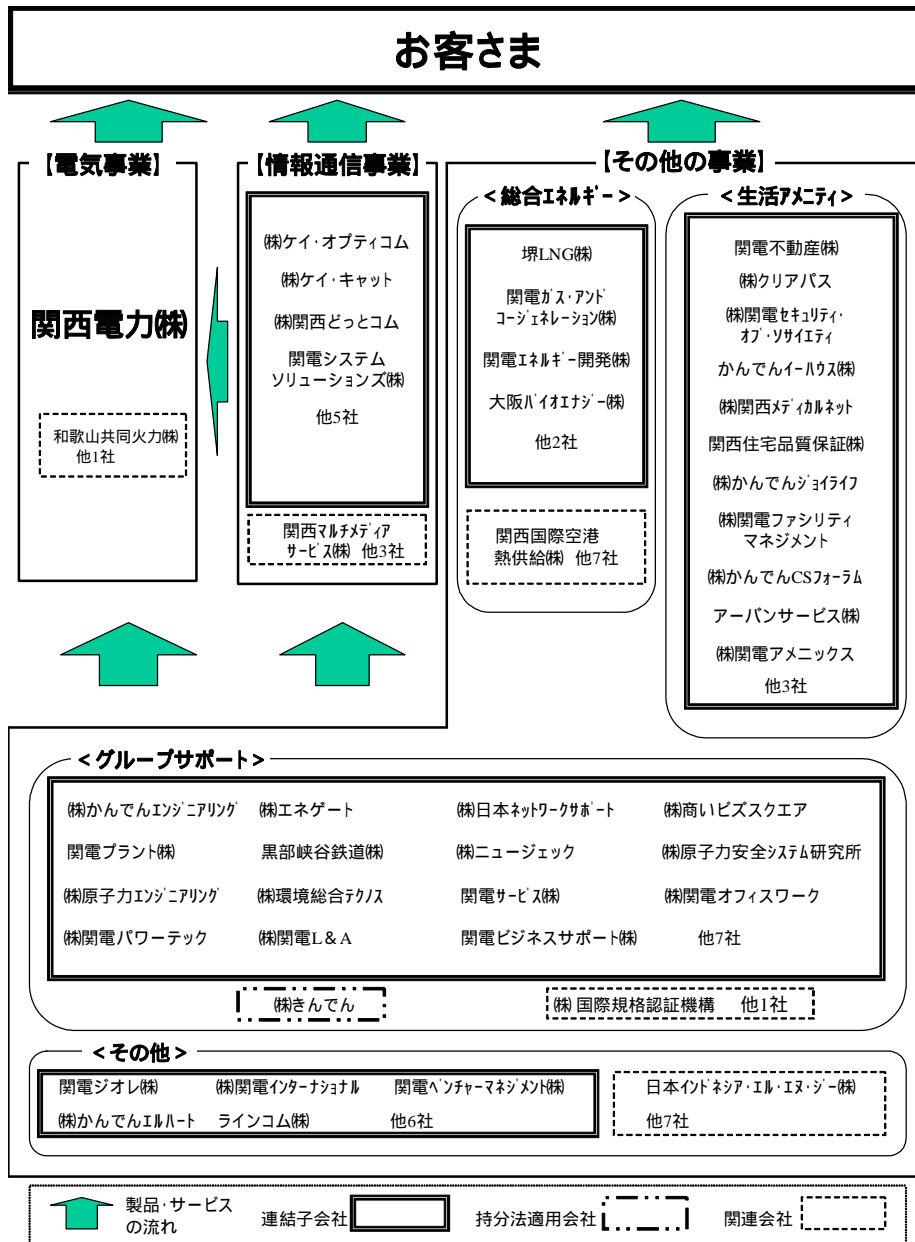 お客さま
【電気事業】
関西電力㈱
和歌山共同火力㈱
他1社
【情報通信事業】
㈱ケイ・オプティコム
㈱ケイ・キャット
㈱関西どっとコム
関電システム
ソリューションズ㈱
他5社
関西ﾏﾙﾁﾒﾃﾞｨｱ
ｻｰﾋﾞｽ㈱ 他3社
【その他の事業】
＜総合ｴﾈﾙｷﾞｰ＞
堺LNG㈱
関電ｶﾞｽ・ｱﾝﾄﾞ
ｺｰｼﾞｪﾈﾚｰｼｮﾝ㈱
関電ｴﾈﾙｷﾞｰ開発㈱
大阪ﾊﾞｲｵｴﾅｼﾞｰ㈱
他2社
関西国際空港
熱供給㈱ 他7社
＜生活ｱﾒﾆﾃｨ＞
関電不動産㈱
㈱クリアパス
㈱関電ｾｷｭﾘﾃｨ・
ｵﾌﾞ・ｿｻｲｴﾃｨ
かんでんイーハウス㈱
㈱関西ﾒﾃﾞｨｶﾙﾈｯﾄ
関西住宅品質保証㈱
㈱かんでんｼﾞｮｲﾗｲﾌ
㈱関電ファシリティ
マネジメント
㈱かんでんCSﾌｫｰﾗﾑ
アーバンサービス㈱
㈱関電アメニックス
他3社
＜グループサポート＞
㈱かんでんｴﾝｼﾞﾆｱﾘﾝｸﾞ ㈱エネゲート ㈱日本ﾈｯﾄﾜｰｸｻﾎﾟｰﾄ ㈱商いビズスクエア
関電プラント㈱ 黒部峡谷鉄道㈱ ㈱ニュージェック ㈱原子力安全ｼｽﾃﾑ研究所
㈱原子力ｴﾝｼﾞﾆｱﾘﾝｸﾞ ㈱環境総合ﾃｸﾉｽ 関電ｻｰﾋﾞｽ㈱ ㈱関電オフィスワーク
㈱関電パワーテック ㈱関電L＆A 関電ビジネスサポート㈱ 他7社
㈱きんでん ㈱国際規格認証機構 他1社
＜その他＞
関電ジオレ㈱ ㈱関電ｲﾝﾀｰﾅｼｮﾅﾙ 関電ﾍﾞﾝﾁｬｰﾏﾈｼﾞﾒﾝﾄ㈱ 日本ｲﾝﾄﾞﾈｼｱ・ｴﾙ・ｴﾇ・ｼﾞｰ㈱
㈱かんでんｴﾙﾊｰﾄ ラインコム㈱ 他6社 他7社
製品・サービス
の流れ
連結子会社 持分法適用会社 関連会社